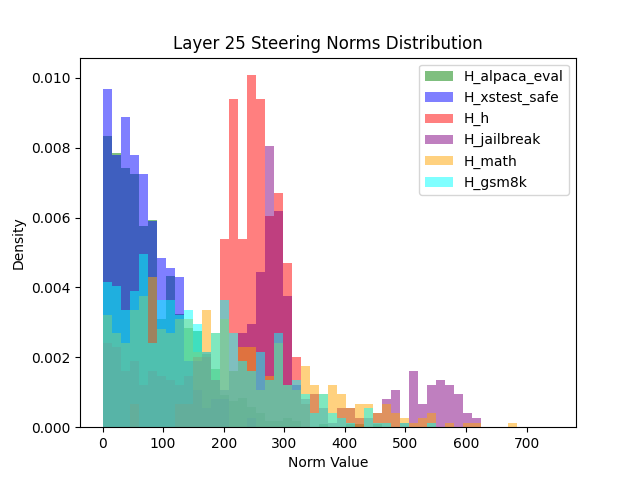 Layer 25 Steering Norms Distribution
H_alpaca_eval
H_xstest_safe
H_h
H_jailbreak
H_math
H_gsm8k
0.010
0.008
0.006
0.004
0.002
0.000
Density
0 100 200 300 400 500 600 700
Norm Value